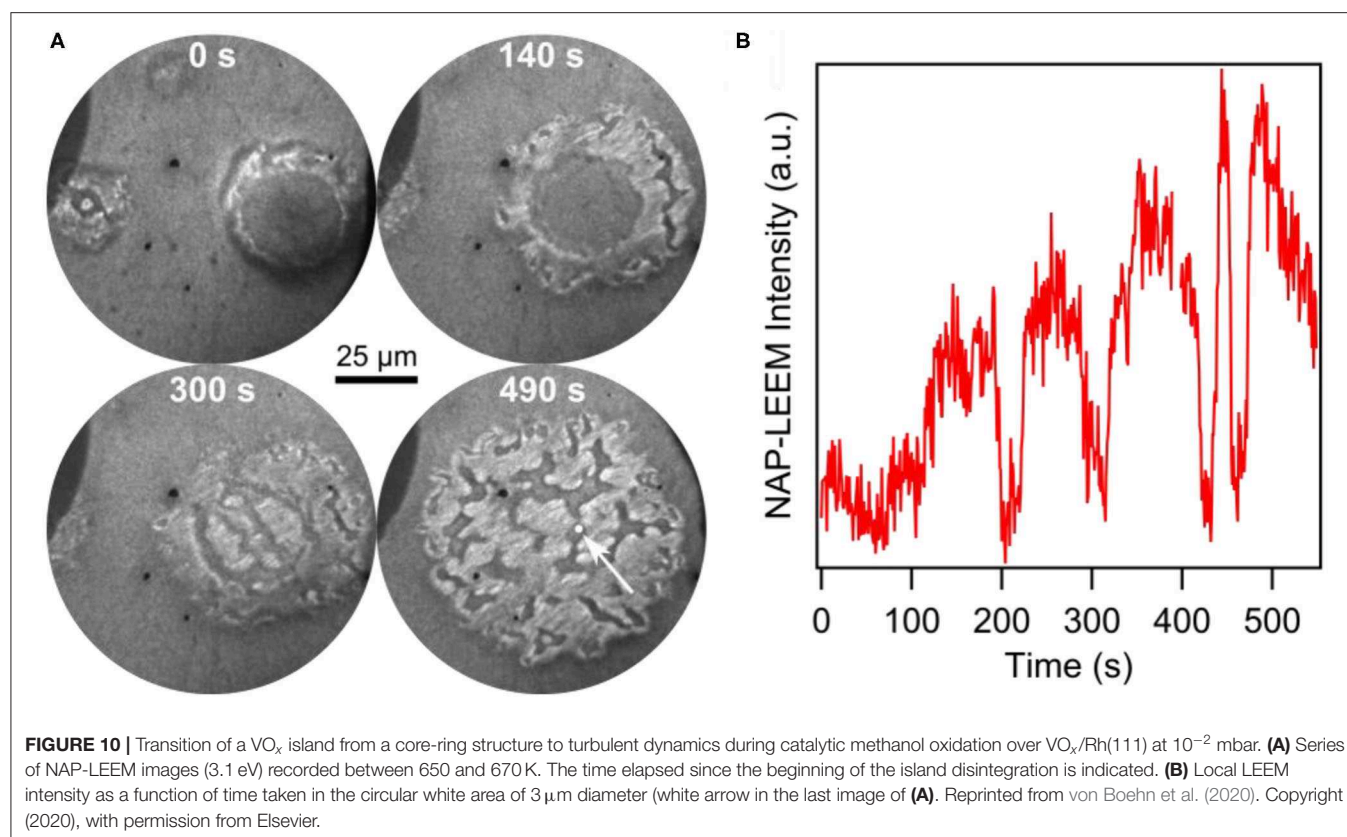 A
0 s
140 s
25 µm
300 s
490 s
B
NAP-LEEM Intensity (a.u.)
0 100 200 300 400 500
Time (s)
FIGURE 10 | Transition of a VOₓ island from a core-ring structure to turbulent dynamics during catalytic methanol oxidation over VOₓ/Rh(111) at 10⁻² mbar. (A) Series
of NAP-LEEM images (3.1 eV) recorded between 650 and 670 K. The time elapsed since the beginning of the island disintegration is indicated. (B) Local LEEM
intensity as a function of time taken in the circular white area of 3 µm diameter (white arrow in the last image of (A). Reprinted from von Boehn et al. (2020). Copyright
(2020), with permission from Elsevier.